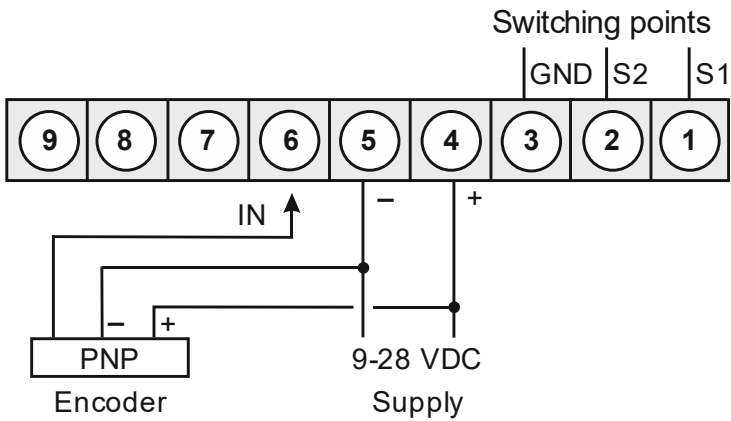 Switching points
GND S2 S1
9 8 7 6 5 4 3 2 1
IN − +
− +
PNP 9-28 VDC
Encoder Supply